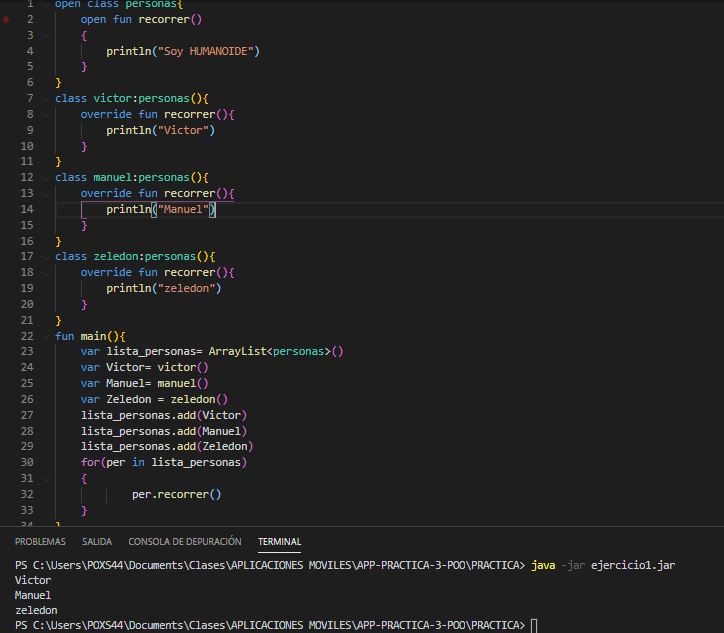 1 open class personas{
2 open fun recorrer()
3 {
4 println("Soy HUMANOIDE")
5 }
6 }
7 class victor:personas(){
8 override fun recorrer(){
9 println("Victor")
10 }
11 }
12 class manuel:personas(){
13 override fun recorrer(){
14 println("Manuel")
15 }
16 }
17 class zeledon:personas(){
18 override fun recorrer(){
19 println("zeledon")
20 }
21 }
22 fun main(){
23 var lista_personas= ArrayList<personas>()
24 var Victor= victor()
25 var Manuel= manuel()
26 var Zeledon = zeledon()
27 lista_personas.add(Victor)
28 lista_personas.add(Manuel)
29 lista_personas.add(Zeledon)
30 for(per in lista_personas)
31 {
32 per.recorrer()
33 }
34 }
PROBLEMAS SALIDA CONSOLA DE DEPURACIÓN TERMINAL
PS C:\Users\POXS44\Documents\Clases\APLICACIONES MOVILES\APP-PRACTICA-3-POO\PRACTICA> java -jar ejercicio1.jar
Victor
Manuel
zeledon
PS C:\Users\POXS44\Documents\Clases\APLICACIONES MOVILES\APP-PRACTICA-3-POO\PRACTICA>